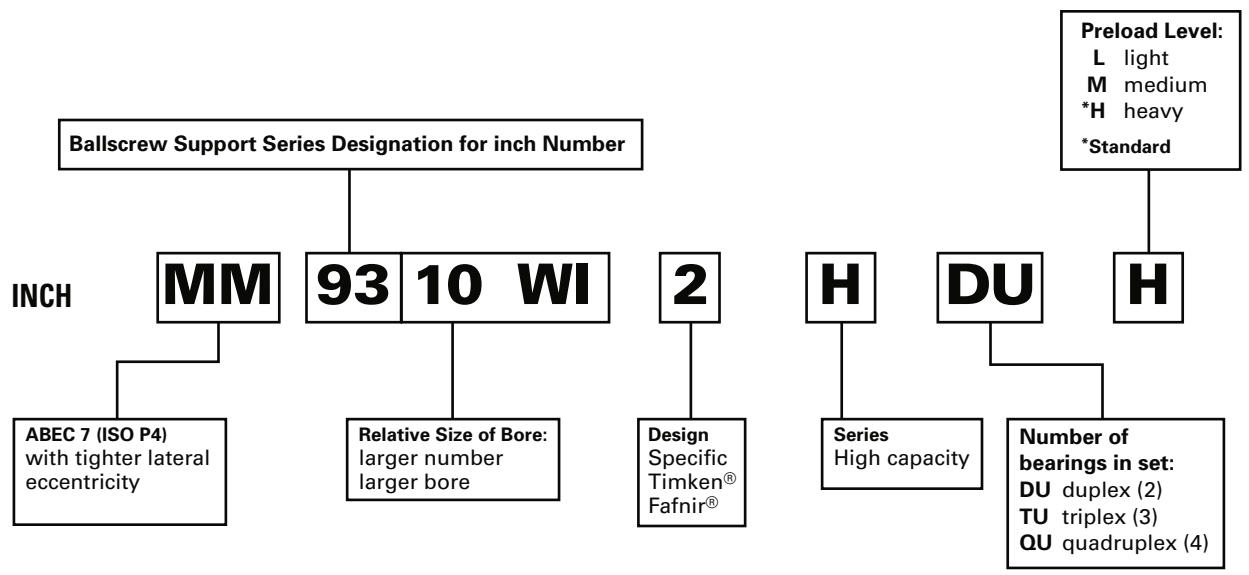 Preload Level:
L light
M medium
*H heavy
*Standard
Ballscrew Support Series Designation for inch Number
INCH MM 93 10 WI 2 H DU H
ABEC 7 (ISO P4)
with tighter lateral
eccentricity
Relative Size of Bore:
larger number
larger bore
Design
Specific
Timken®
Fafnir®
Series
High capacity
Number of
bearings in set:
DU duplex (2)
TU triplex (3)
QU quadruplex (4)